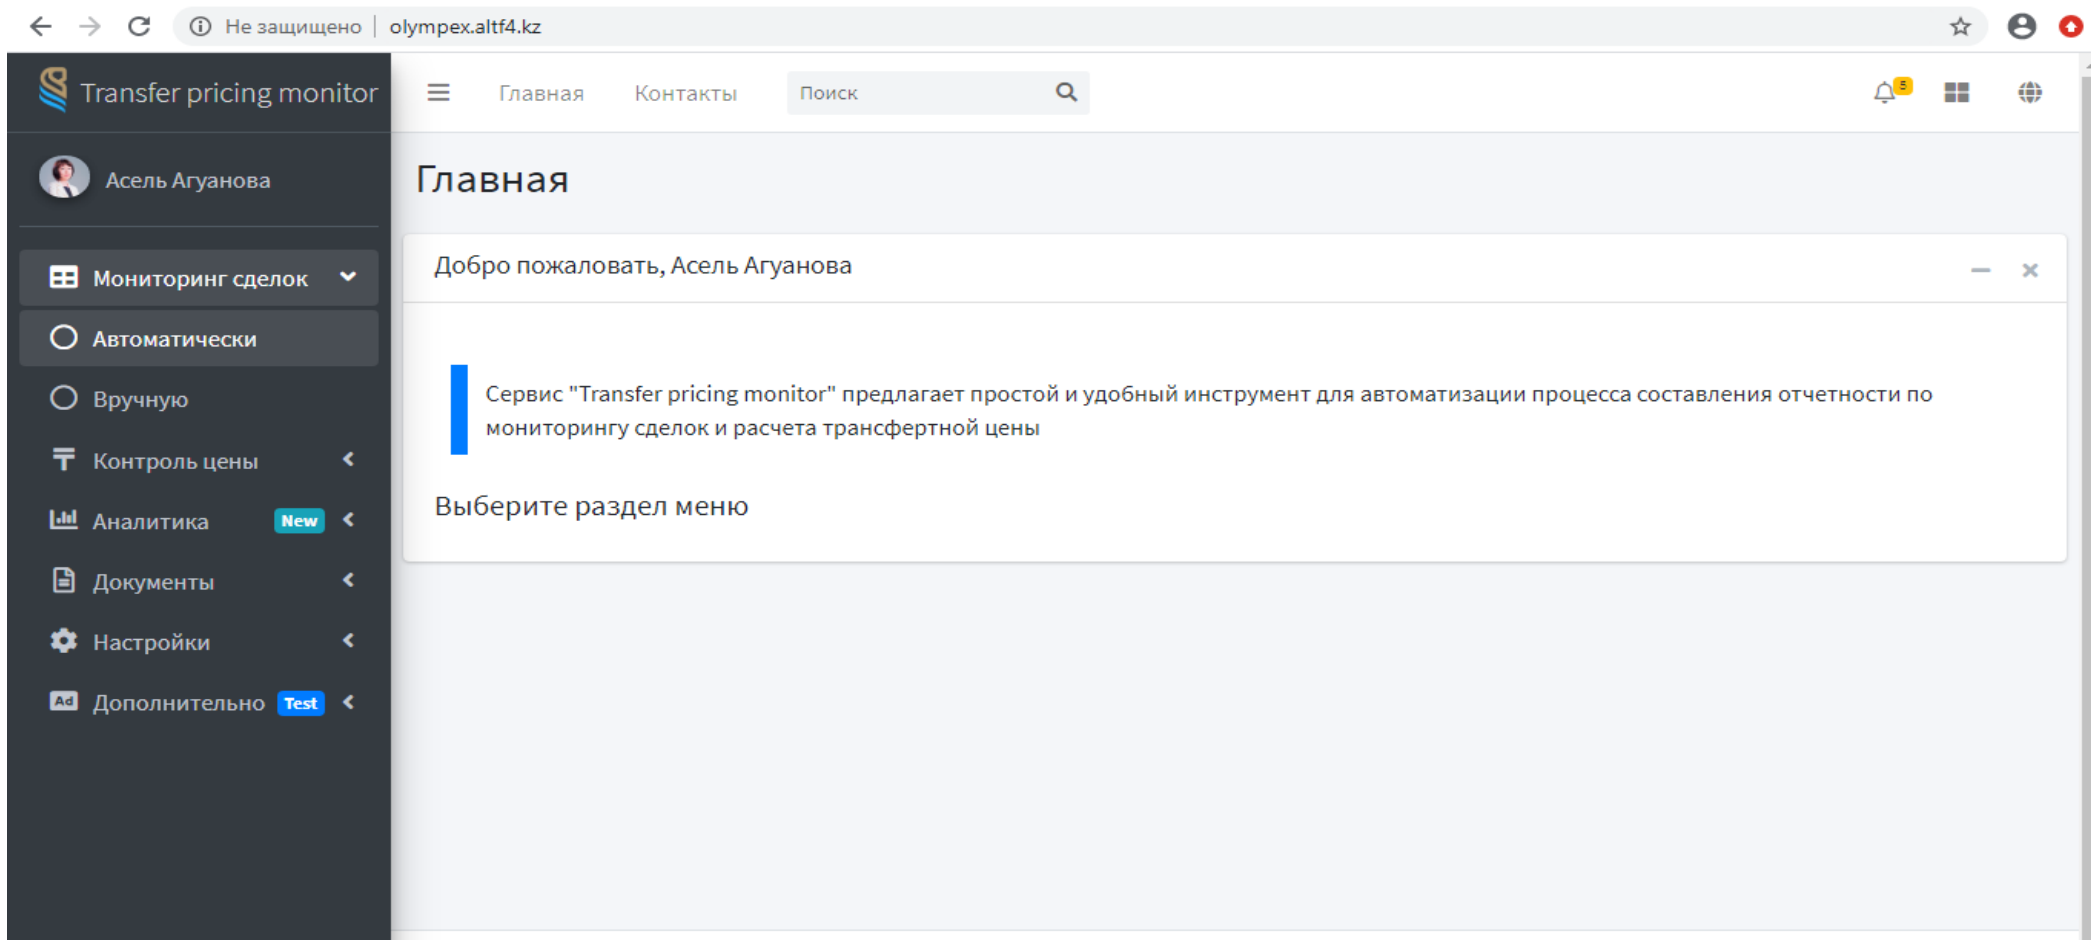 Не защищено
olympex.altf4.kz
Transfer pricing monitor
Главная
Контакты
Поиск
5
Асель Агуанова
Мониторинг сделок
Автоматически
Вручную
Контроль цены
Аналитика New
Документы
Настройки
Ad Дополнительно Test
Главная
Добро пожаловать, Асель Агуанова
Сервис "Transfer pricing monitor" предлагает простой и удобный инструмент для автоматизации процесса составления отчетности по
мониторингу сделок и расчета трансфертной цены
Выберите раздел меню